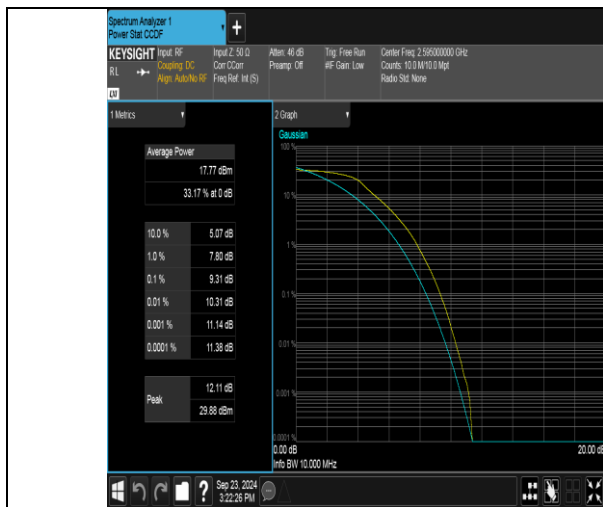 Spectrum Analyzer 1
Power Stat CCDF
+
KEYSIGHT
RL
Input: RF
Coupling: DC
Align: Auto/No RF
Input Z: 50 Ω
Corr CCorr
Freq Ref: Int (S)
Atten: 46 dB
Preamp: Off
Trig: Free Run
#IF Gain: Low
Center Freq: 2.595000000 GHz
Counts: 10.0 M/10.0 Mpt
Radio Std: None
1 Metrics
Average Power
17.77 dBm
33.17 % at 0 dB
10.0 % 5.07 dB
1.0 % 7.80 dB
0.1 % 9.31 dB
0.01 % 10.31 dB
0.001 % 11.14 dB
0.0001 % 11.38 dB
Peak
12.11 dB
29.88 dBm
2 Graph
Gaussian
100 %
10 %
1 %
0.1 %
0.01 %
0.001 %
0.0001 %
0.00 dB
20.00 dB
Info BW 10.000 MHz
?
Sep 23, 2024
3:22:26 PM